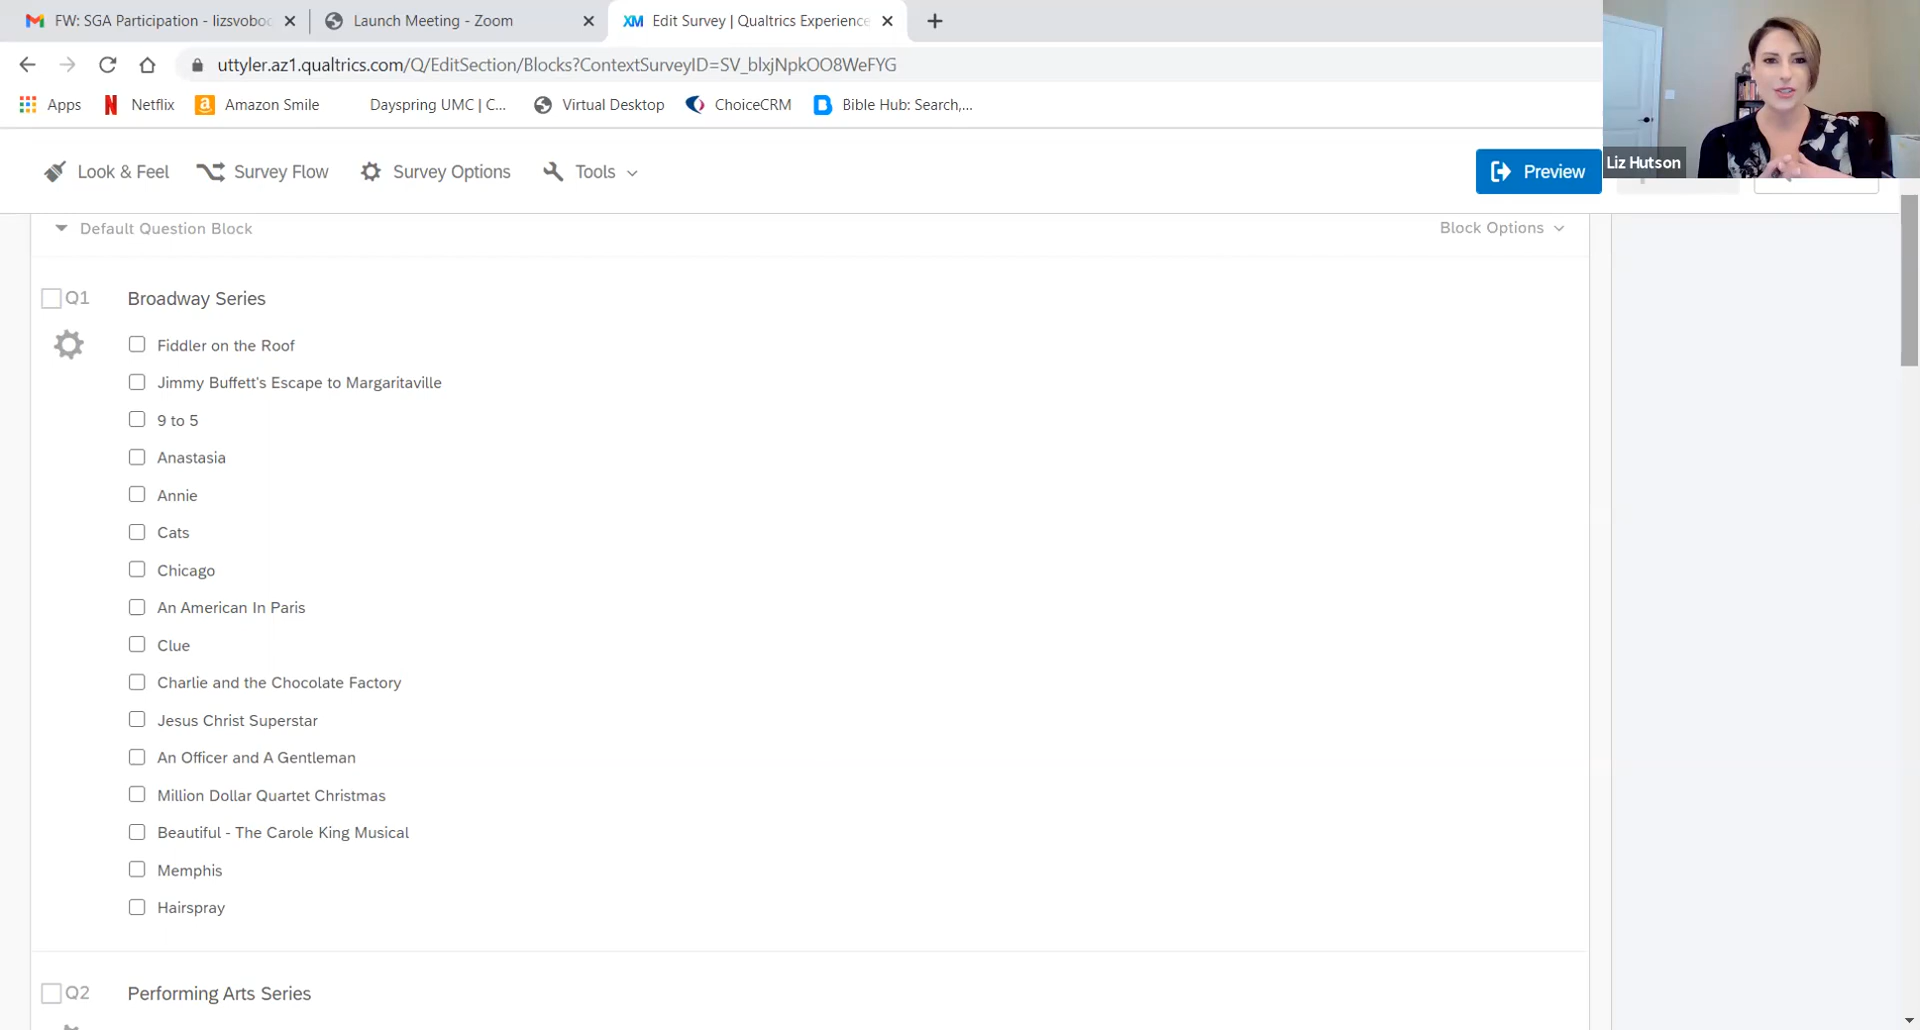 FW: SGA Participation - lizsvoboc
Launch Meeting - Zoom
XM Edit Survey | Qualtrics Experience
uttyler.az1.qualtrics.com/Q/EditSection/Blocks?ContextSurveyID=SV_blxjNpkOO8WeFYG
Apps
Netflix
Amazon Smile
Dayspring UMC | C...
Virtual Desktop
ChoiceCRM
Bible Hub: Search,...
Look & Feel
Survey Flow
Survey Options
Tools
Preview
Liz Hutson
Default Question Block
Block Options
Q1
Broadway Series
Fiddler on the Roof
Jimmy Buffett's Escape to Margaritaville
9 to 5
Anastasia
Annie
Cats
Chicago
An American In Paris
Clue
Charlie and the Chocolate Factory
Jesus Christ Superstar
An Officer and A Gentleman
Million Dollar Quartet Christmas
Beautiful - The Carole King Musical
Memphis
Hairspray
Q2
Performing Arts Series